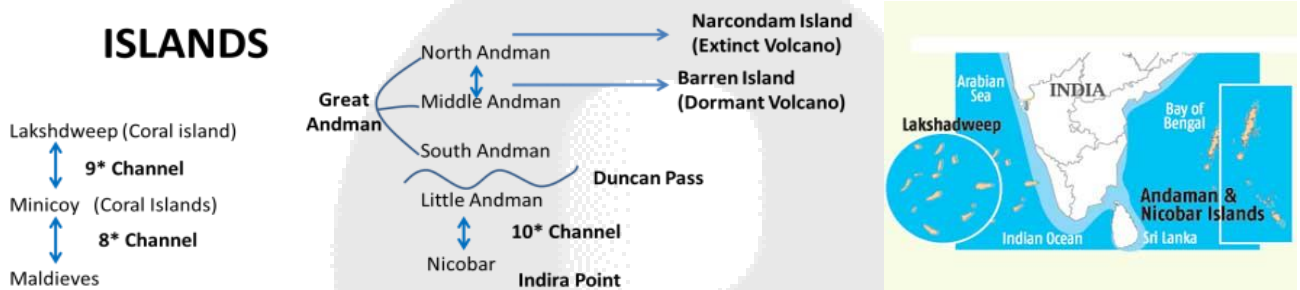 ISLANDS
Lakshdweep (Coral island)
9* Channel
Minicoy (Coral Islands)
8* Channel
Maldieves
Narcondam Island
(Extinct Volcano)
North Andman
Barren Island
(Dormant Volcano)
Great
Andman
Middle Andman
South Andman
Duncan Pass
Little Andman
10* Channel
Nicobar
Indira Point
Arabian
Sea
INDIA
Bay of
Bengal
Lakshadweep
Andaman &
Nicobar Islands
Indian Ocean
Sri Lanka